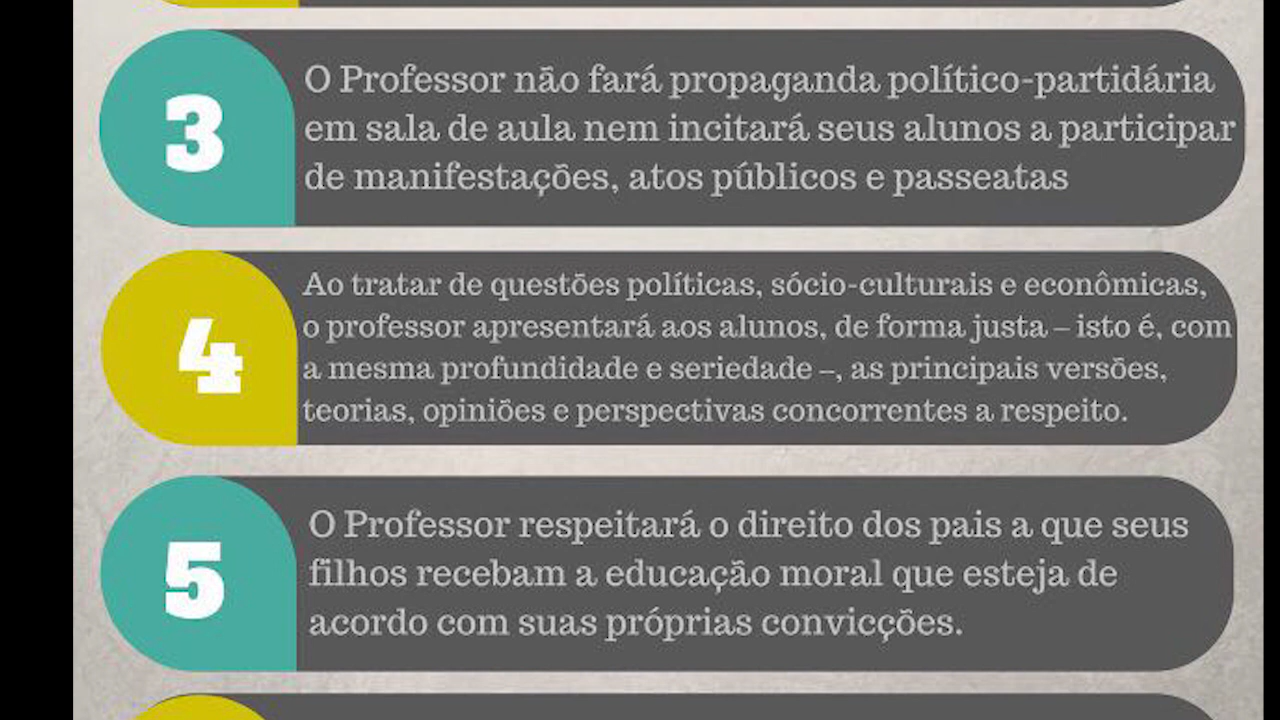 3
O Professor não fará propaganda político-partidária
em sala de aula nem incitará seus alunos a participar
de manifestações, atos públicos e passeatas
4
Ao tratar de questões políticas, sócio-culturais e econômicas,
o professor apresentará aos alunos, de forma justa – isto é, com
a mesma profundidade e seriedade –, as principais versões,
teorias, opiniões e perspectivas concorrentes a respeito.
5
O Professor respeitará o direito dos pais a que seus
filhos recebam a educação moral que esteja de
acordo com suas próprias convicções.